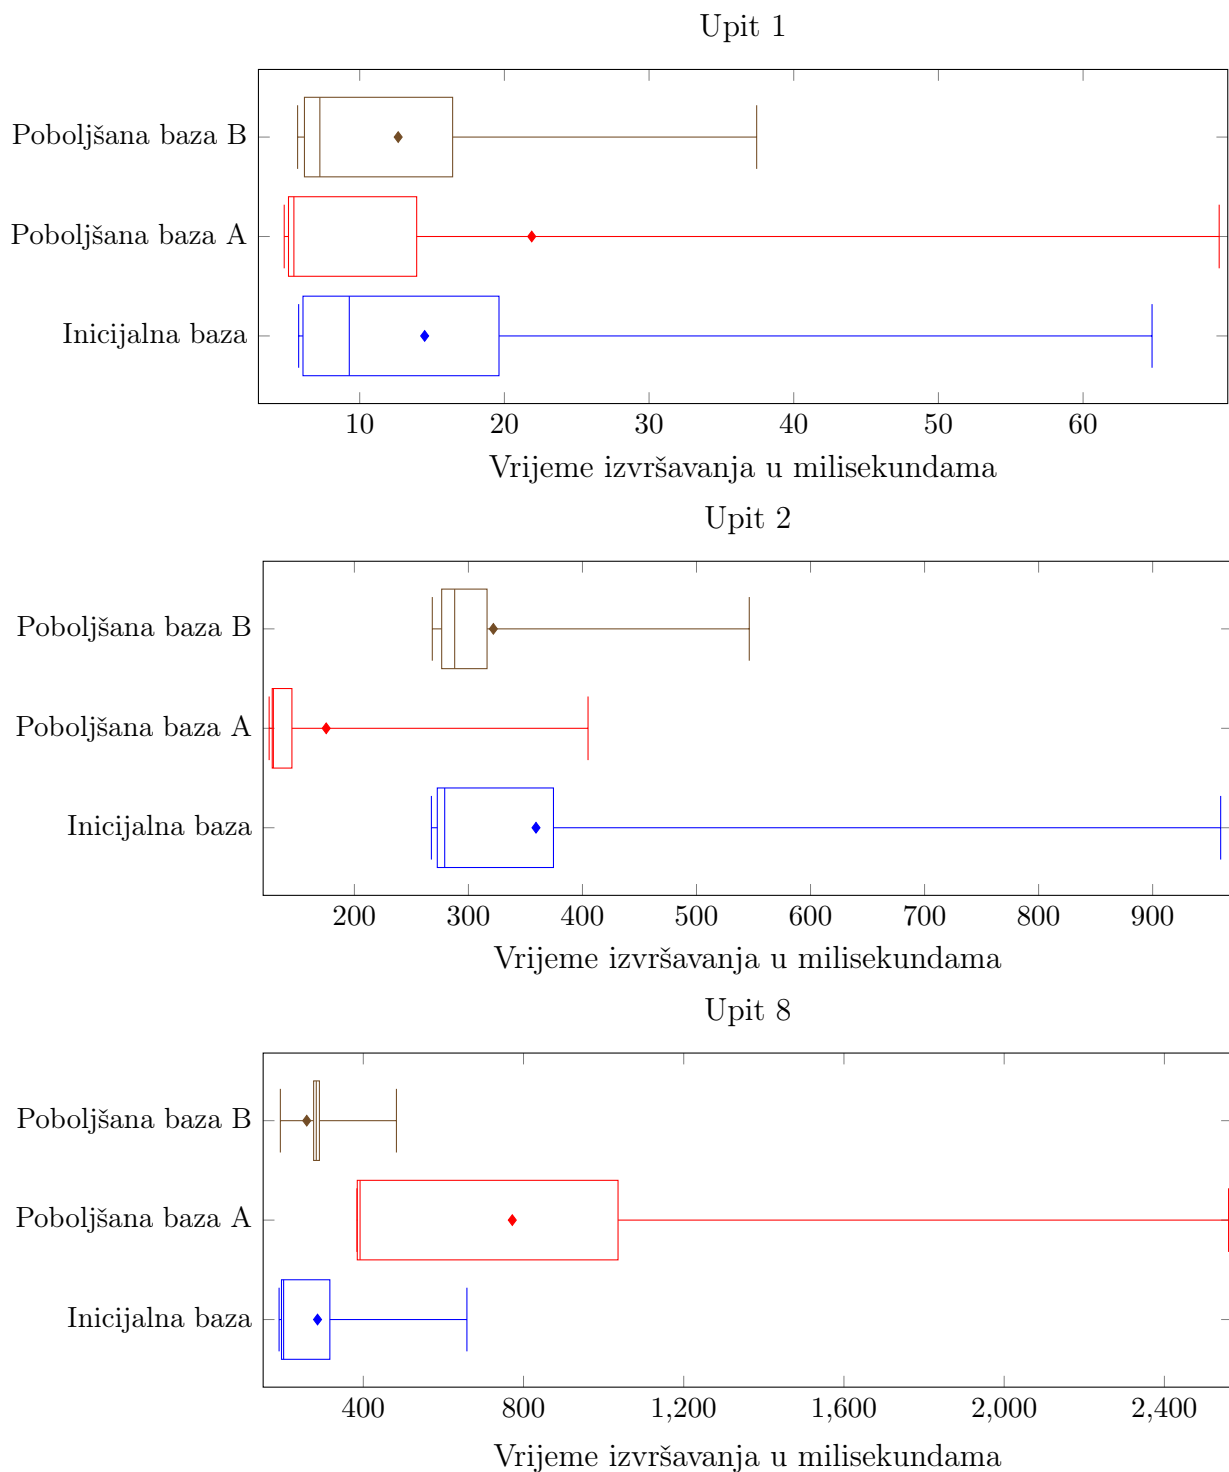 Upit 1
Poboljšana baza B
Poboljšana baza A
Inicijalna baza
10 20 30 40 50 60
Vrijeme izvršavanja u milisekundama
Upit 2
Poboljšana baza B
Poboljšana baza A
Inicijalna baza
200 300 400 500 600 700 800 900
Vrijeme izvršavanja u milisekundama
Upit 8
Poboljšana baza B
Poboljšana baza A
Inicijalna baza
400 800 1,200 1,600 2,000 2,400
Vrijeme izvršavanja u milisekundama